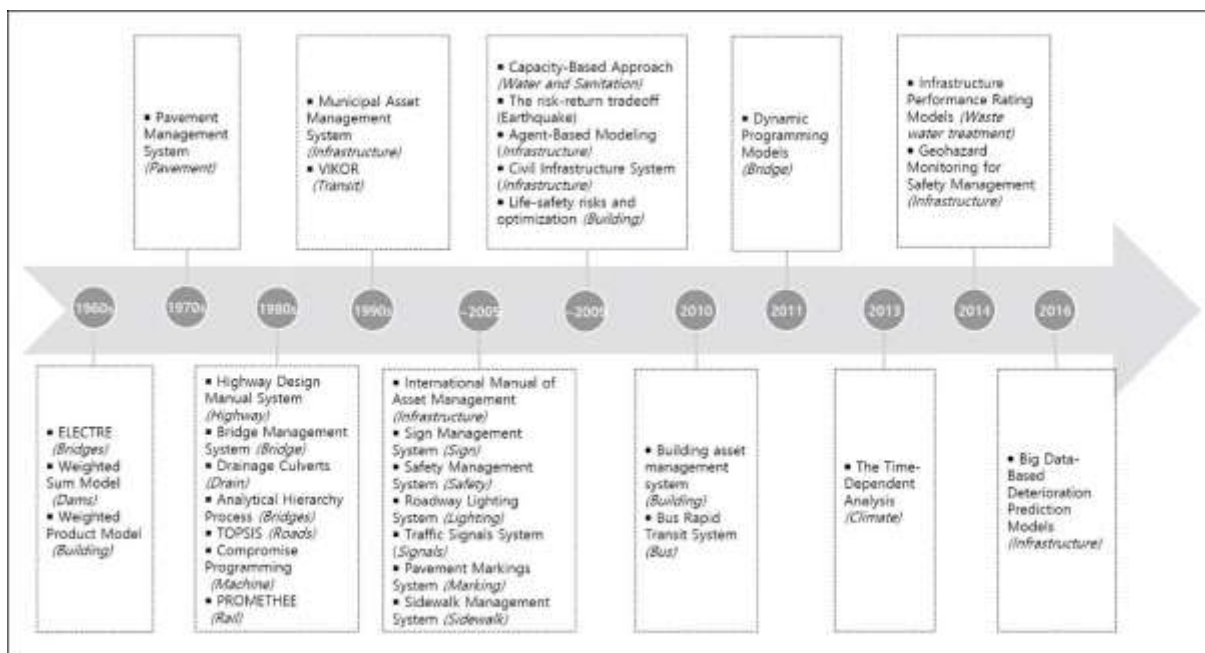 ▪ Pavement
Management
System
(Pavement)
▪ Municipal Asset
Management
System
(Infrastructure)
▪ VIKOR
(Transit)
▪ Capacity-Based Approach
(Water and Sanitation)
▪ The risk-return tradeoff
(Earthquake)
▪ Agent-Based Modeling
(Infrastructure)
▪ Civil Infrastructure System
(Infrastructure)
▪ Life-safety risks and
optimization (Building)
▪ Dynamic
Programming
Models
(Bridge)
▪ Infrastructure
Performance Rating
Models (Waste
water treatment)
▪ Geohazard
Monitoring for
Safety Management
(Infrastructure)
1960s
1970s
1980s
1990s
~2005
~2009
2010
2011
2013
2014
2016
▪ ELECTRE
(Bridges)
▪ Weighted
Sum Model
(Dams)
▪ Weighted
Product Model
(Building)
▪ Highway Design
Manual System
(Highway)
▪ Bridge Management
System (Bridge)
▪ Drainage Culverts
(Drain)
▪ Analytical Hierarchy
Process (Bridges)
▪ TOPSIS (Roads)
▪ Compromise
Programming
(Machine)
▪ PROMETHEE
(Rail)
▪ International Manual of
Asset Management
(Infrastructure)
▪ Sign Management
System (Sign)
▪ Safety Management
System (Safety)
▪ Roadway Lighting
System (Lighting)
▪ Traffic Signals System
(Signals)
▪ Pavement Markings
System (Marking)
▪ Sidewalk Management
System (Sidewalk)
▪ Building asset
management
system
(Building)
▪ Bus Rapid
Transit System
(Bus)
▪ The Time-
Dependent
Analysis
(Climate)
▪ Big Data-
Based
Deterioration
Prediction
Models
(Infrastructure)